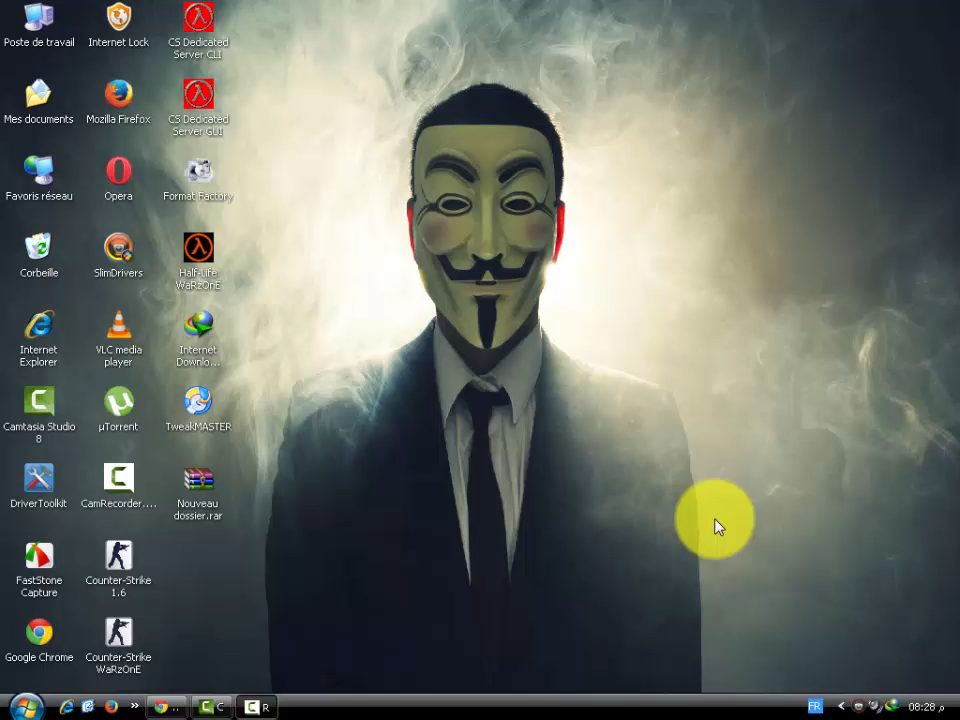 Poste de travail
Internet Lock
CS Dedicated
Server CLI
Mes documents
Mozilla Firefox
CS Dedicated
Server GUI
Favoris réseau
Opera
Format Factory
Corbeille
SlimDrivers
Half-Life
WaRzOnE
Internet
Explorer
VLC media
player
Internet
Downlo...
Camtasia Studio
8
µTorrent
TweakMASTER
DriverToolkit
CamRecorder....
Nouveau
dossier.rar
FastStone
Capture
Counter-Strike
1.6
Google Chrome
Counter-Strike
WaRzOnE
..
C
R
FR
08:28 م